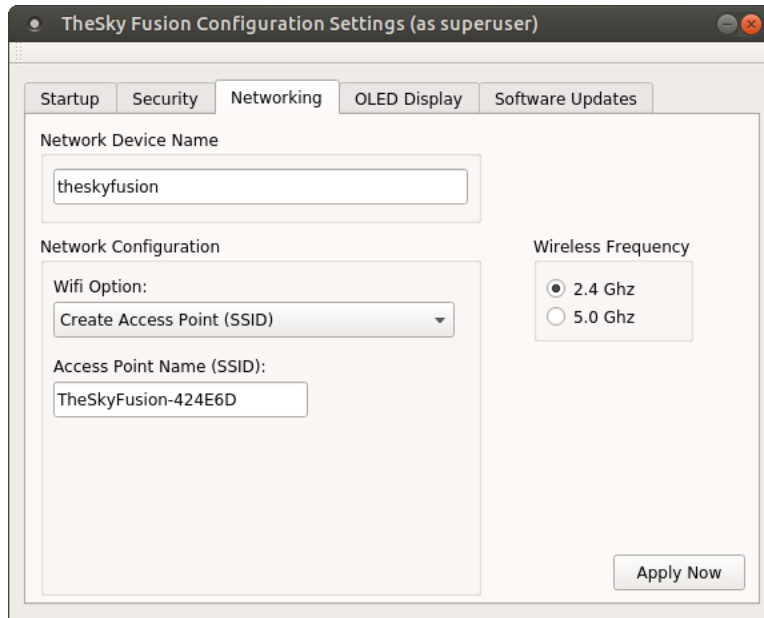 TheSky Fusion Configuration Settings (as superuser)
Startup Security Networking OLED Display Software Updates
Network Device Name
theskyfusion
Network Configuration
Wifi Option:
Create Access Point (SSID)
Access Point Name (SSID):
TheSkyFusion-424E6D
Wireless Frequency
2.4 Ghz
5.0 Ghz
Apply Now